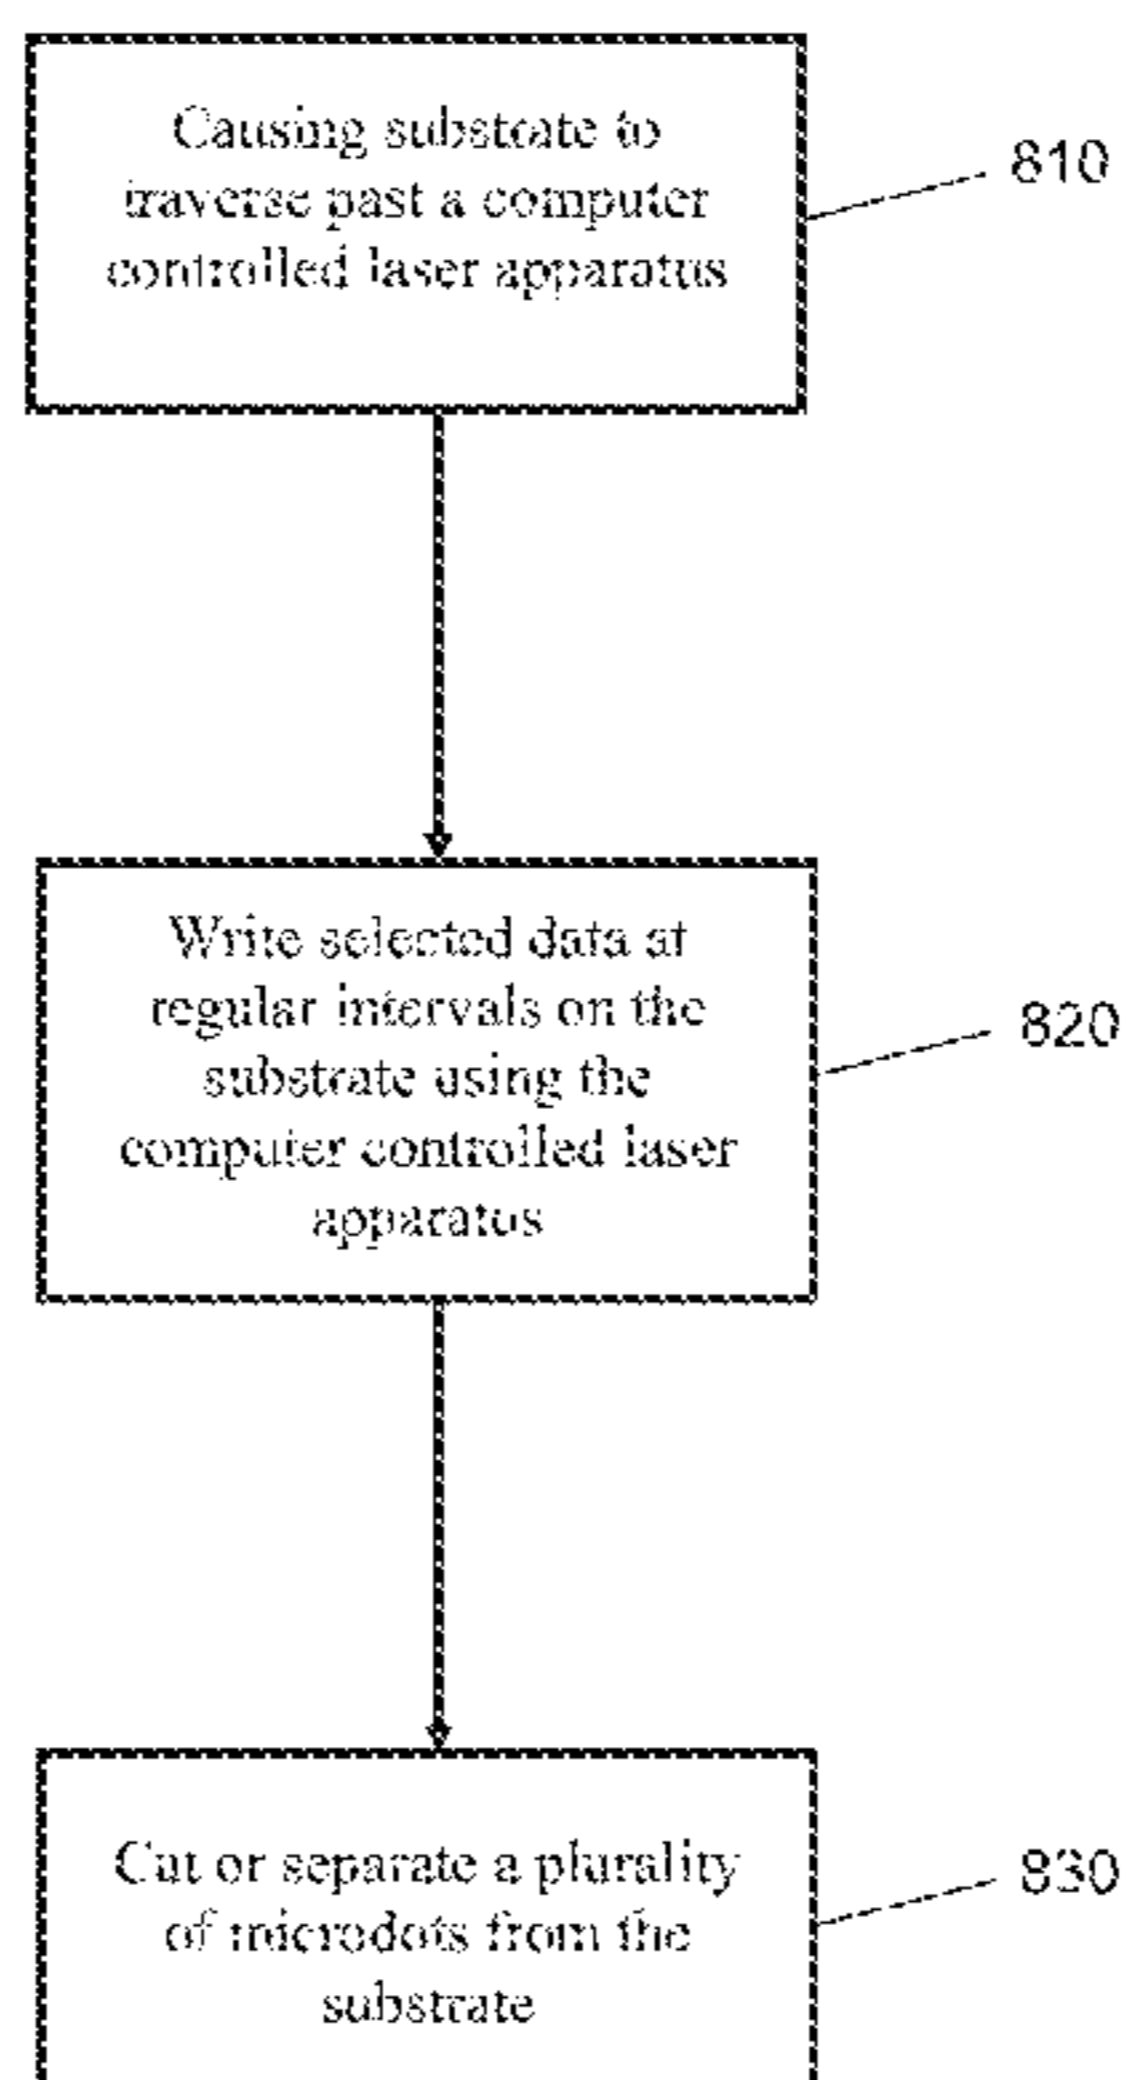 Causing substrate to
traverse past a computer
controlled laser apparatus
810
Write selected data at
regular intervals on the
substrate using the
computer controlled laser
apparatus
820
Cut or separate a plurality
of microdots from the
substrate
830